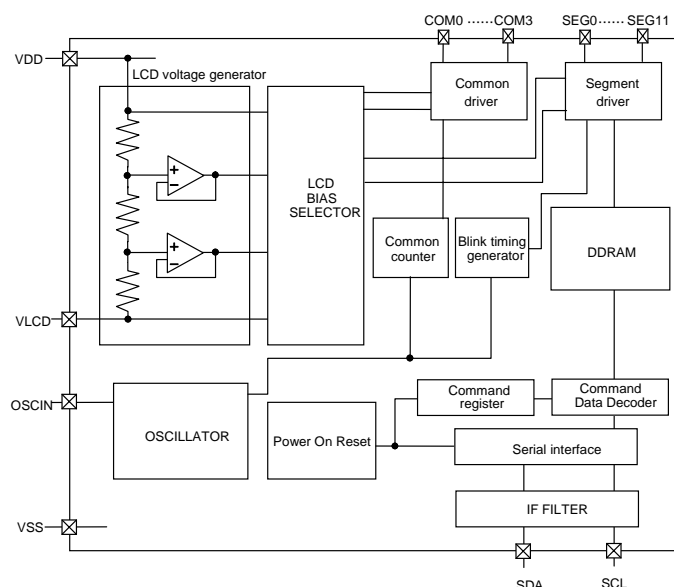 COM0 ······ COM3
SEG0 ······ SEG11
VDD
LCD voltage generator
Common
driver
Segment
driver
LCD
BIAS
SELECTOR
Common
counter
Blink timing
generator
DDRAM
VLCD
OSCIN
OSCILLATOR
Power On Reset
Command
register
Command
Data Decoder
Serial interface
IF FILTER
VSS
SDA
SCL